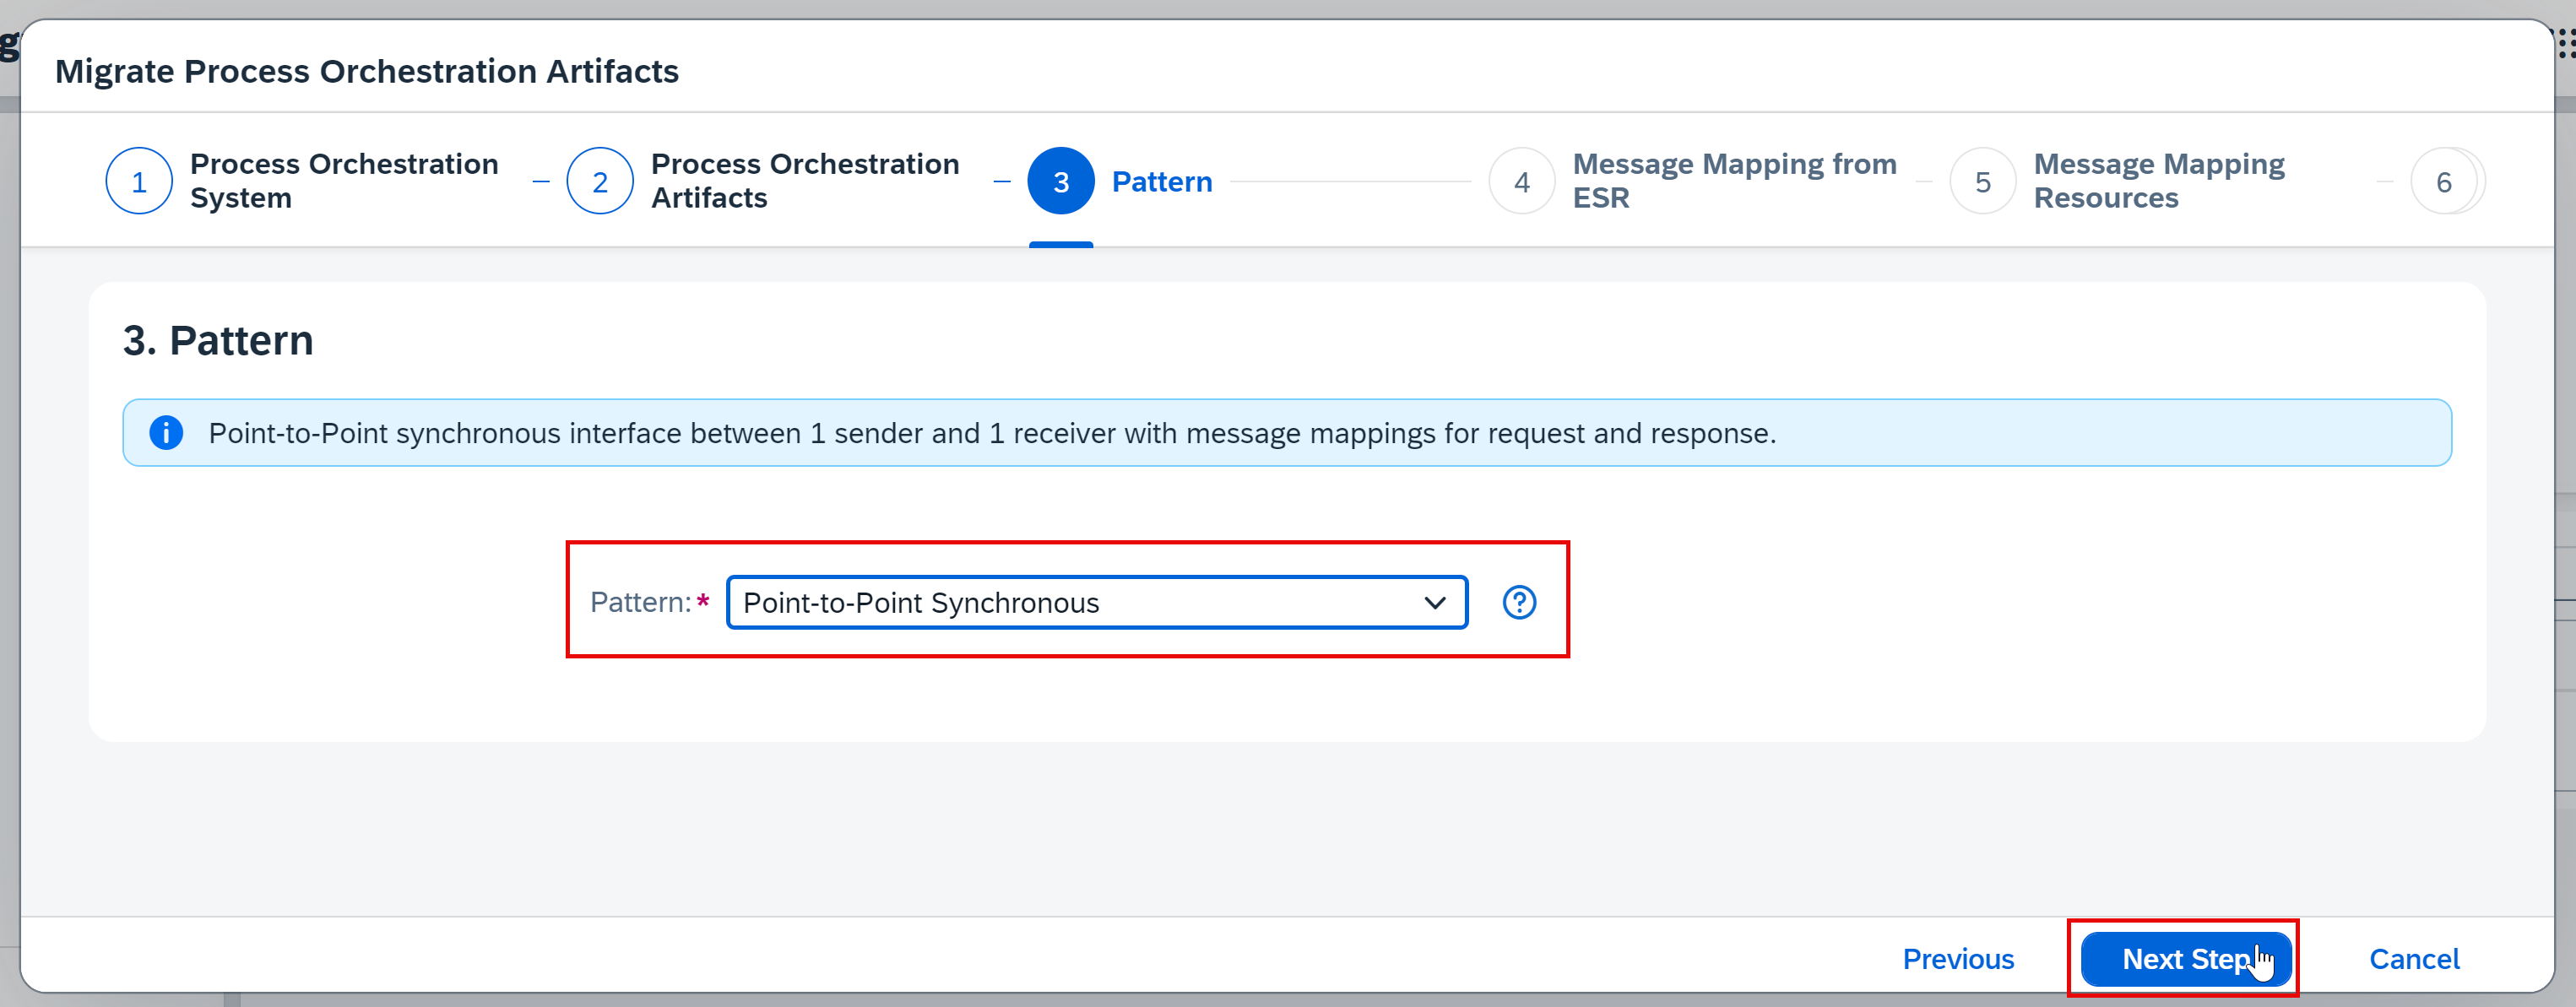 g
Migrate Process Orchestration Artifacts
1 Process Orchestration System
2 Process Orchestration Artifacts
3 Pattern
4 Message Mapping from ESR
5 Message Mapping Resources
6
3. Pattern
Point-to-Point synchronous interface between 1 sender and 1 receiver with message mappings for request and response.
Pattern:* Point-to-Point Synchronous
Previous Next Step Cancel